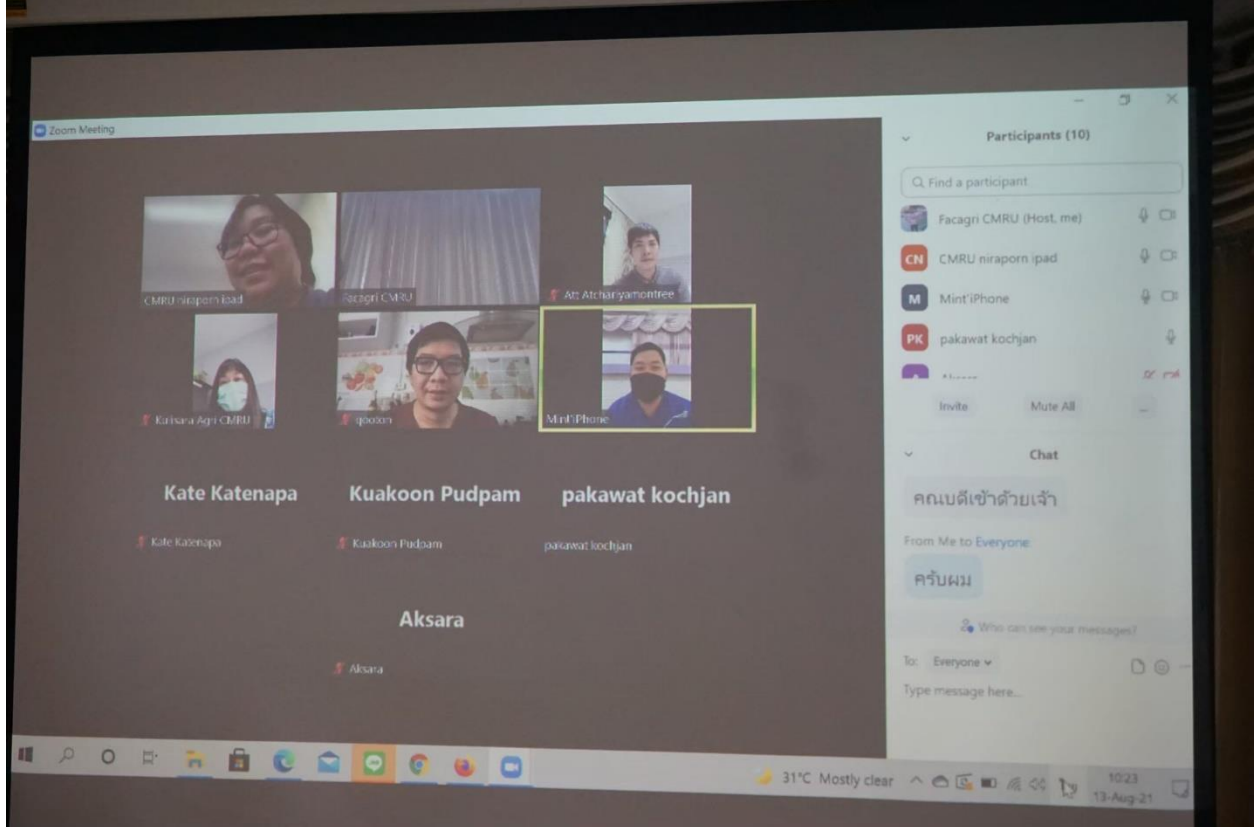 Zoom Meeting
CMRU niraporn ipad
Facagri CMRU
Att Atchariyamontree
Kulisara Agri CMRU
Mint'iPhone
Kate Katenapa
Kuakoon Pudpam
pakawat kochjan
Kate Katenapa
Kuakoon Pudpam
pakawat kochjan
Aksara
Aksara
Participants (10)
Find a participant
Facagri CMRU (Host, me)
CN CMRU niraporn ipad
M Mint'iPhone
PK pakawat kochjan
Invite Mute All ...
Chat
คณบดีเข้าด้วยเจ้า
From Me to Everyone:
ครับผม
Who can see your messages?
To: Everyone
Type message here...
31°C Mostly clear
10:23
13-Aug-21